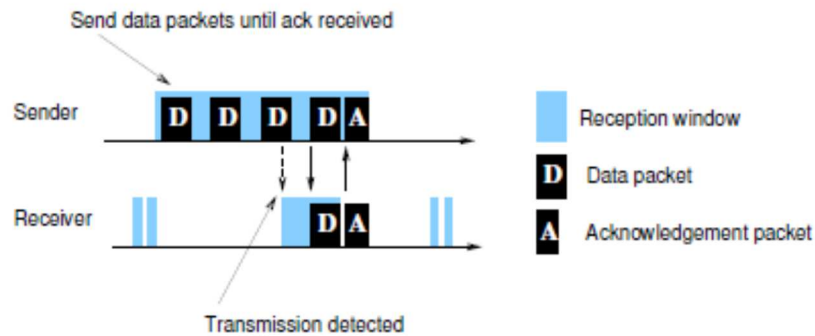 Send data packets until ack received
Sender
D D D D A
Reception window
D Data packet
Receiver
D A
A Acknowledgement packet
Transmission detected